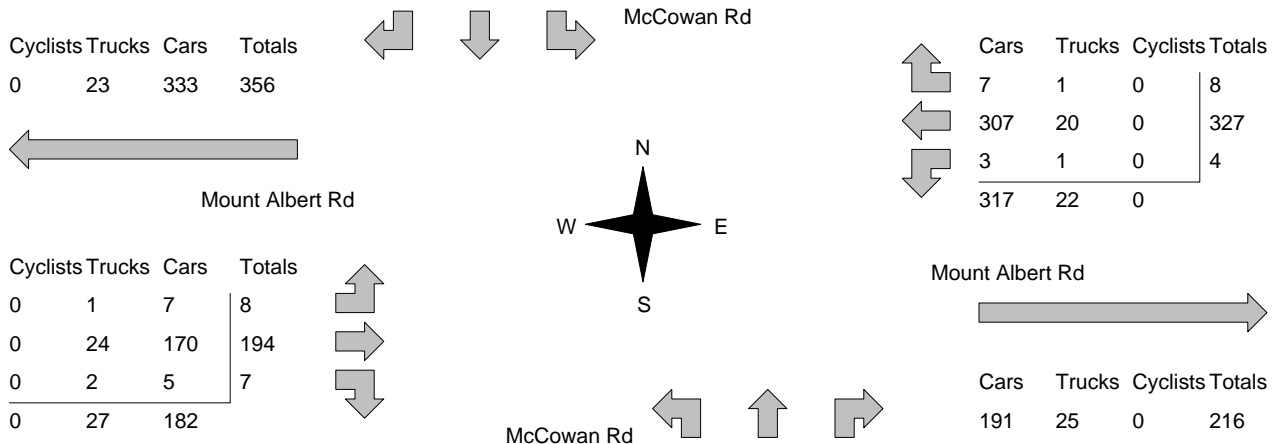 McCowan Rd
Cyclists Trucks Cars Totals
0 23 333 356
Cars Trucks Cyclists Totals
7 1 0 8
307 20 0 327
3 1 0 4
317 22 0
Mount Albert Rd
N
W E
S
Cyclists Trucks Cars Totals
0 1 7 8
0 24 170 194
0 2 5 7
0 27 182
Mount Albert Rd
Cars Trucks Cyclists Totals
191 25 0 216
McCowan Rd